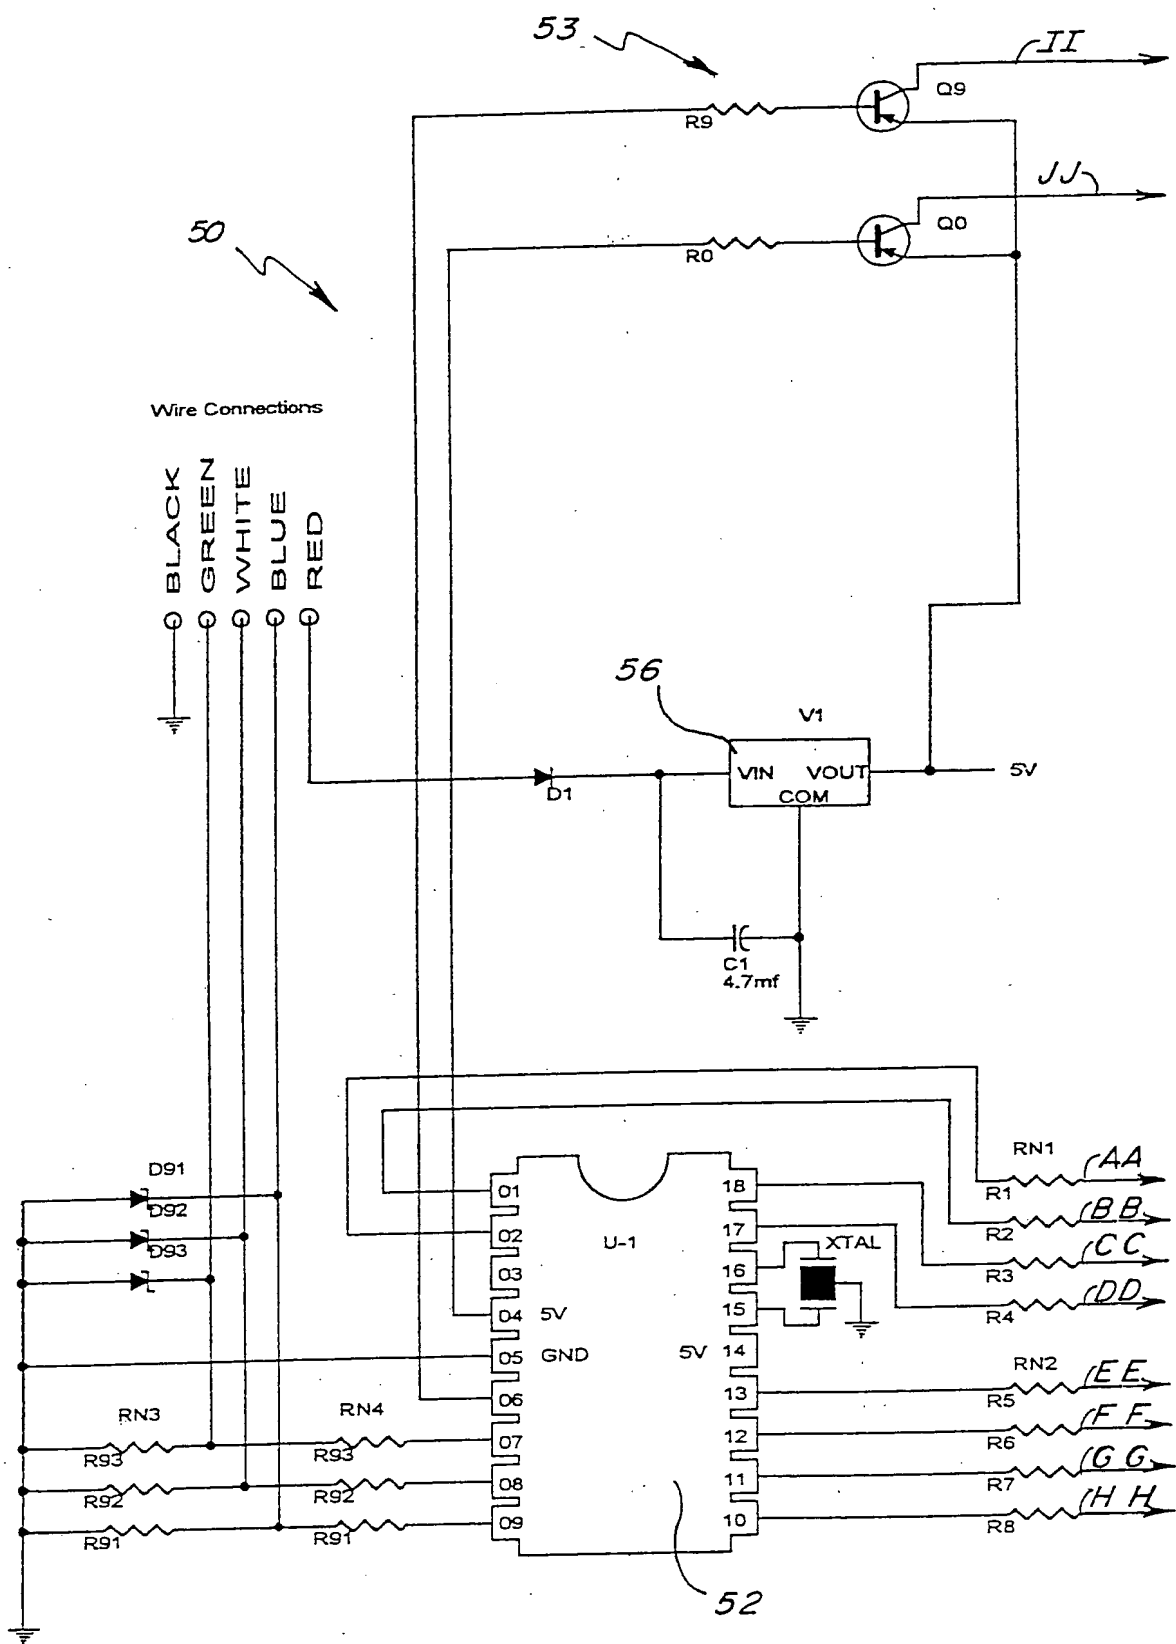 53
II
Q9
R9
JJ
Q0
R0
50
Wire Connections
BLACK
GREEN
WHITE
BLUE
RED
56
V1
VIN
VOUT
COM
5V
D1
C1
4.7mf
D91
D92
D93
RN1
AA
R1
BB
R2
CC
R3
DD
R4
RN2
EE
R5
FF
R6
GG
R7
HH
R8
01
02
03
04
05
06
07
08
09
18
17
16
15
14
13
12
11
10
U-1
XTAL
5V
GND
5V
RN3
RN4
R93
R93
R92
R92
R91
R91
52